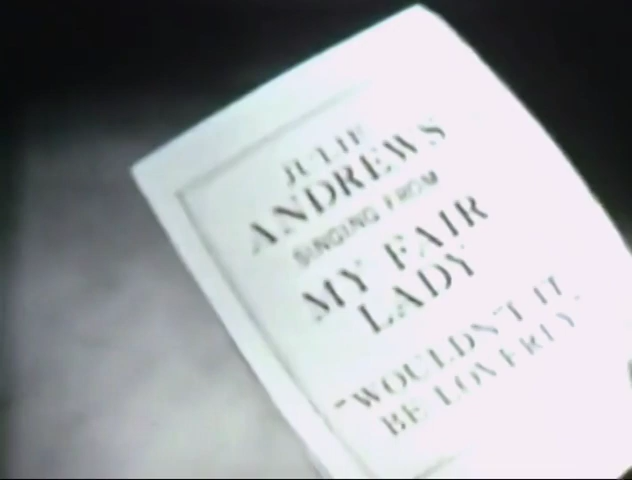 JULIE
ANDREWS
SINGING FROM
MY FAIR
LADY
"WOULDN'T IT
BE LOVERLY"